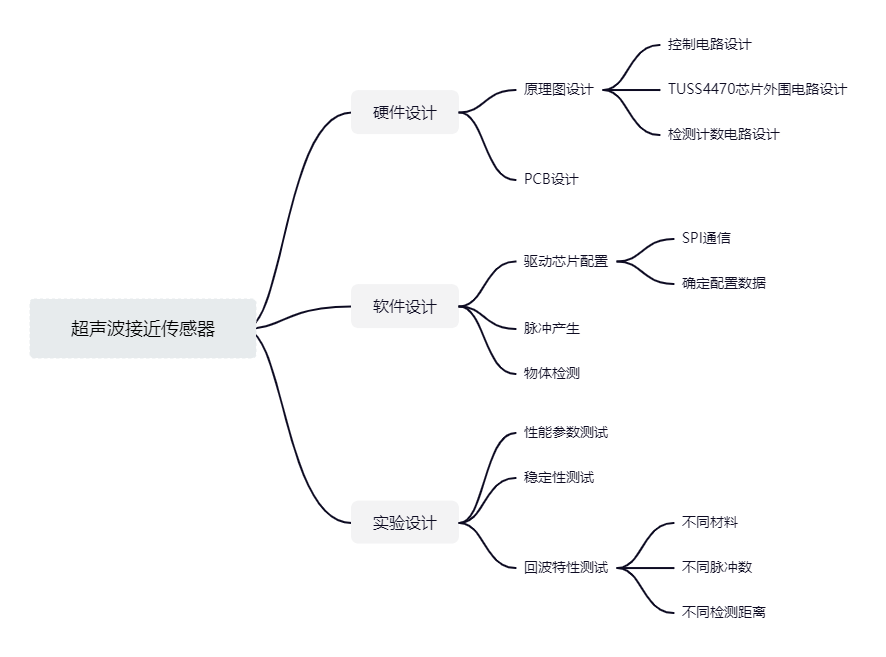 超声波接近传感器
硬件设计
原理图设计
控制电路设计
TUSS4470芯片外围电路设计
检测计数电路设计
PCB设计
软件设计
驱动芯片配置
SPI通信
确定配置数据
脉冲产生
物体检测
实验设计
性能参数测试
稳定性测试
回波特性测试
不同材料
不同脉冲数
不同检测距离